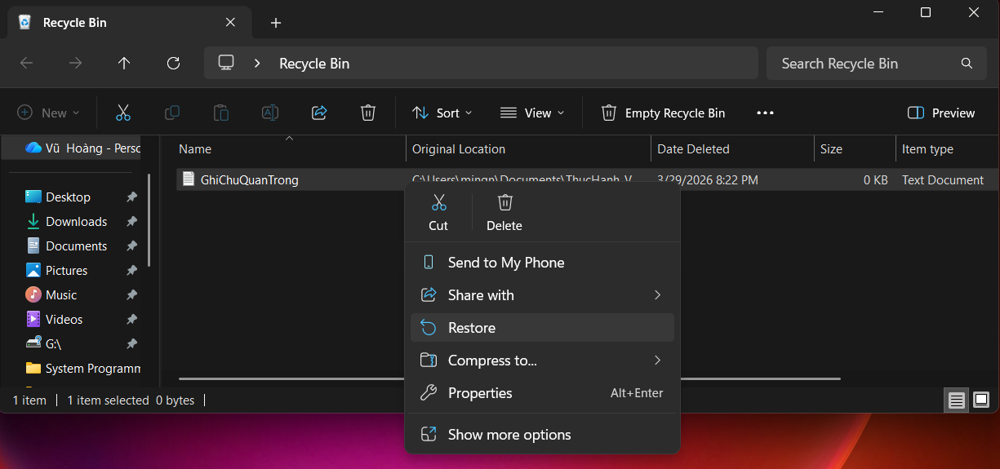 Recycle Bin
Recycle Bin
Search Recycle Bin
New
Sort
View
Empty Recycle Bin
Preview
Vũ Hoàng - Perso
Name
Original Location
Date Deleted
Size
Item type
GhiChuQuanTrong
C:\Users\mingn\Documents\ThucHanh_V
3/29/2026 8:22 PM
0 KB
Text Document
Desktop
Downloads
Documents
Pictures
Music
Videos
G:\
System Programm
Cut
Delete
Send to My Phone
Share with
Restore
Compress to...
Properties
Alt+Enter
Show more options
1 item
1 item selected 0 bytes